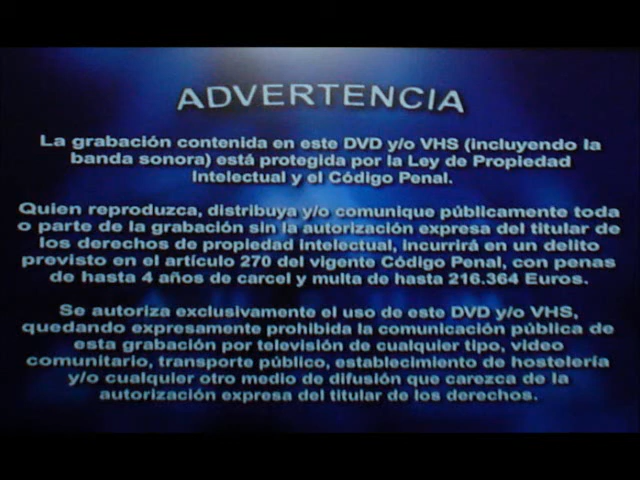 ADVERTENCIA
La grabación contenida en este DVD y/o VHS (incluyendo la
banda sonora) está protegida por la Ley de Propiedad
Intelectual y el Código Penal.
Quien reproduzca, distribuya y/o comunique públicamente toda
o parte de la grabación sin la autorización expresa del titular de
los derechos de propiedad intelectual, incurrirá en un delito
previsto en el artículo 270 del vigente Código Penal, con penas
de hasta 4 años de carcel y multa de hasta 216.364 Euros.
Se autoriza exclusivamente el uso de este DVD y/o VHS,
quedando expresamente prohibida la comunicación pública de
esta grabación por televisión de cualquier tipo, video
comunitario, transporte público, establecimiento de hostelería
y/o cualquier otro medio de difusión que carezca de la
autorización expresa del titular de los derechos.